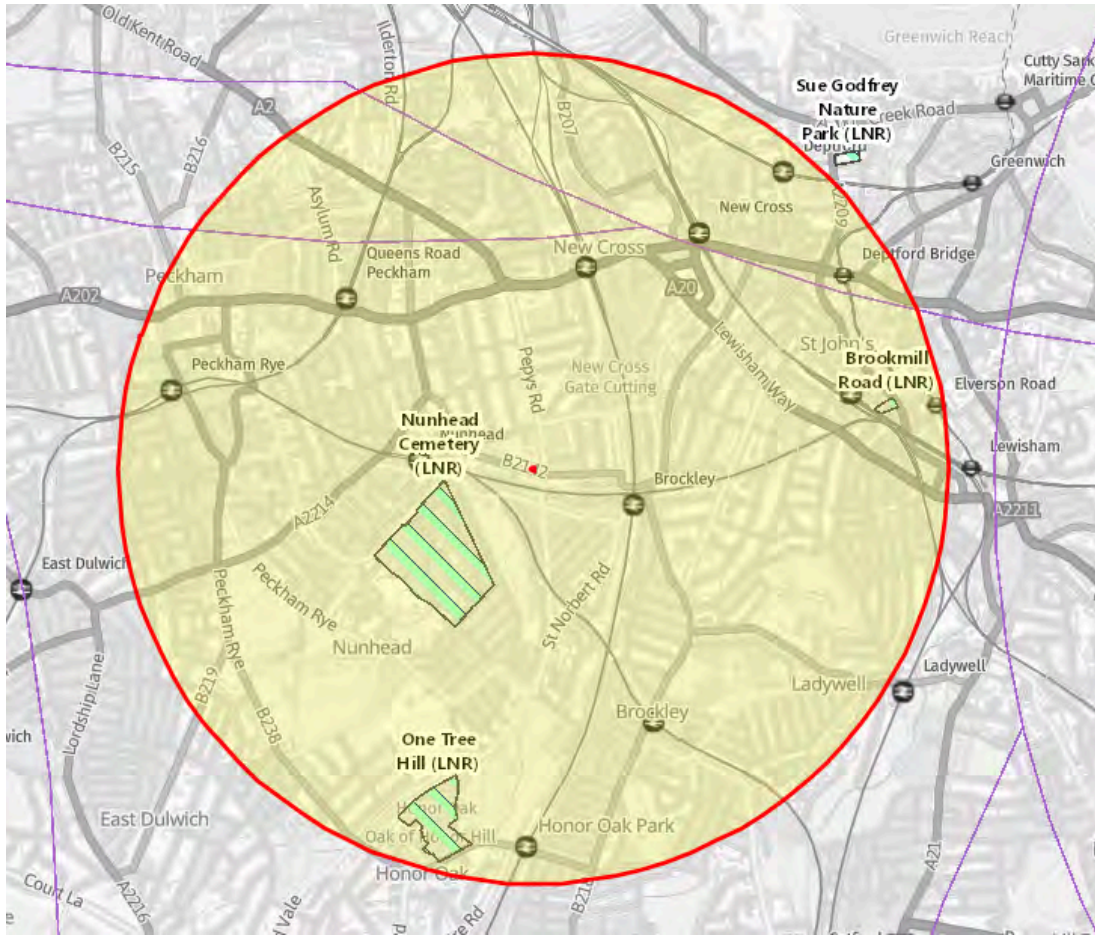 Old Kent Road
Ilderton Rd
Greenwich Reach
Cutty Sark
Maritime G
Sue Godfrey
Nature
Park (LNR)
Creek Road
A2
B207
B216
B215
Greenwich
Asylum Rd
New Cross
Queens Road
Peckham
New Cross
Deptford Bridge
Peckham
A202
A20
St John's
Brookmill
Road (LNR)
Elverson Road
Peckham Rye
Pepys Rd
New Cross
Gate Cutting
Lewisham Way
Nunhead
Cemetery
(LNR)
Nunhead
Lewisham
Brockley
A2214
A2211
East Dulwich
Peckham Rye
Peckham Rye
St Norbert Rd
Nunhead
Lordship Lane
B219
B238
Ladywell
Ladywell
Brockley
wich
One Tree
Hill (LNR)
Honor Oak
Oak of Honor Hill
Honor Oak Park
East Dulwich
Honor Oak
A21
Court La
A2216